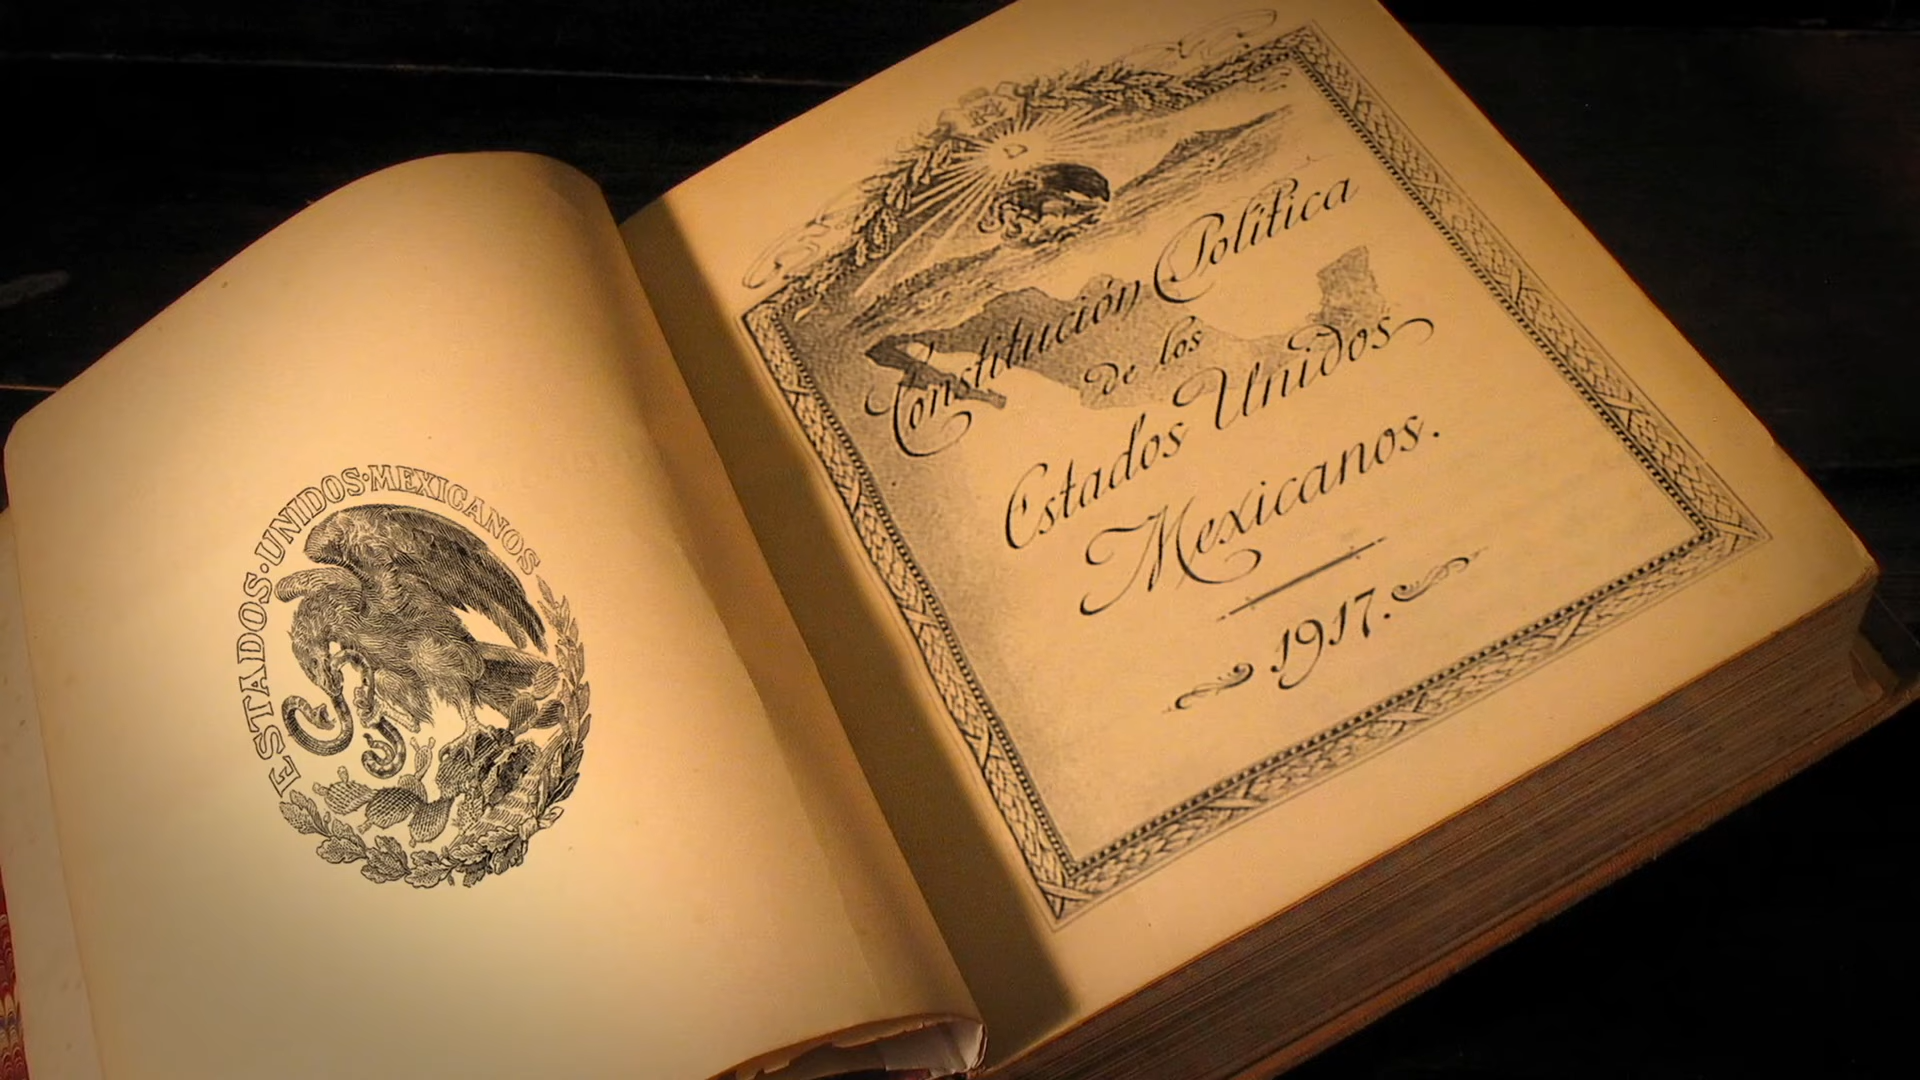 ESTADOS·UNIDOS·MEXICANOS
Constitución Política
de los
Estados Unidos
Mexicanos.
1917.